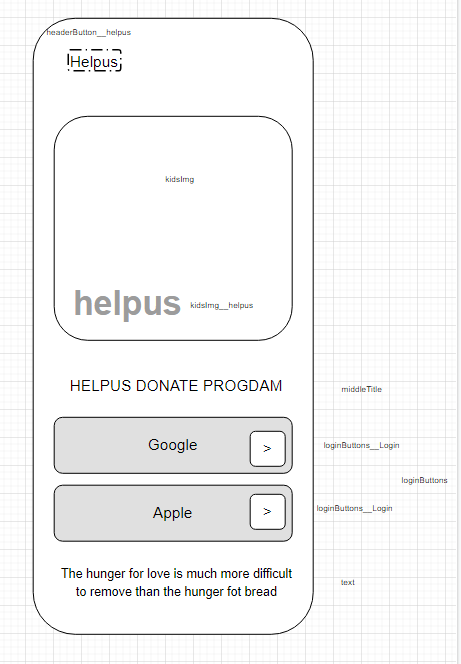 headerButton__helpus
Helpus
kidsImg
helpus kidsImg__helpus
HELPUS DONATE PROGDAM middleTitle
Google > loginButtons__Login
loginButtons
Apple > loginButtons__Login
The hunger for love is much more difficult
to remove than the hunger fot bread
text